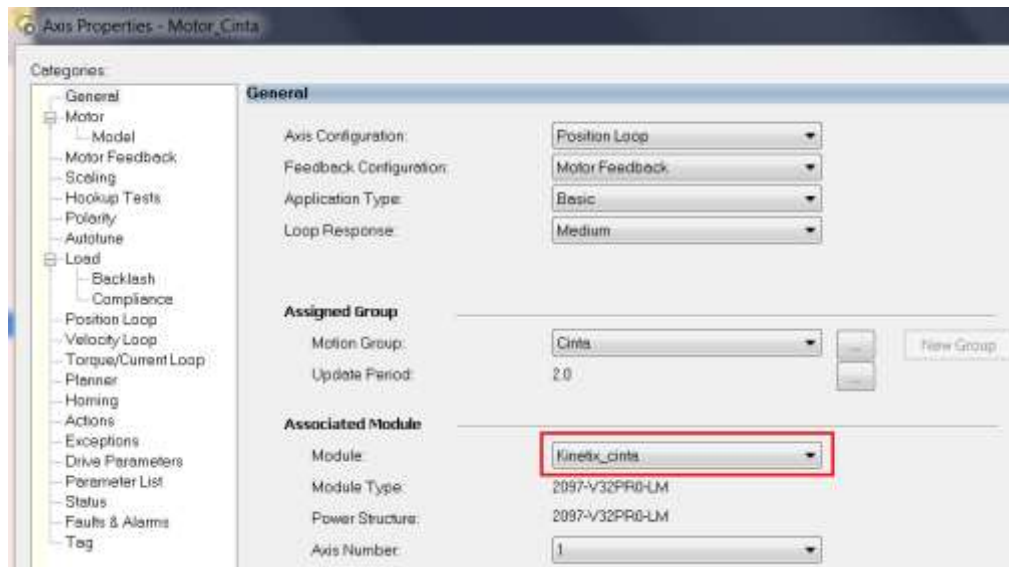 Axis Properties - Motor_Cinta
Categories:
General
Motor
Model
Motor Feedback
Scaling
Hookup Tests
Polarity
Autotune
Load
Backlash
Compliance
Position Loop
Velocity Loop
Torque/Current Loop
Planner
Homing
Actions
Exceptions
Drive Parameters
Parameter List
Status
Faults & Alarms
Tag
General
Axis Configuration: Position Loop
Feedback Configuration: Motor Feedback
Application Type: Basic
Loop Response: Medium
Assigned Group
Motion Group: Cinta ... New Group
Update Period: 2.0 ...
Associated Module
Module: Kinetix_cinta
Module Type: 2097-V32PR0-LM
Power Structure: 2097-V32PR0-LM
Axis Number: 1